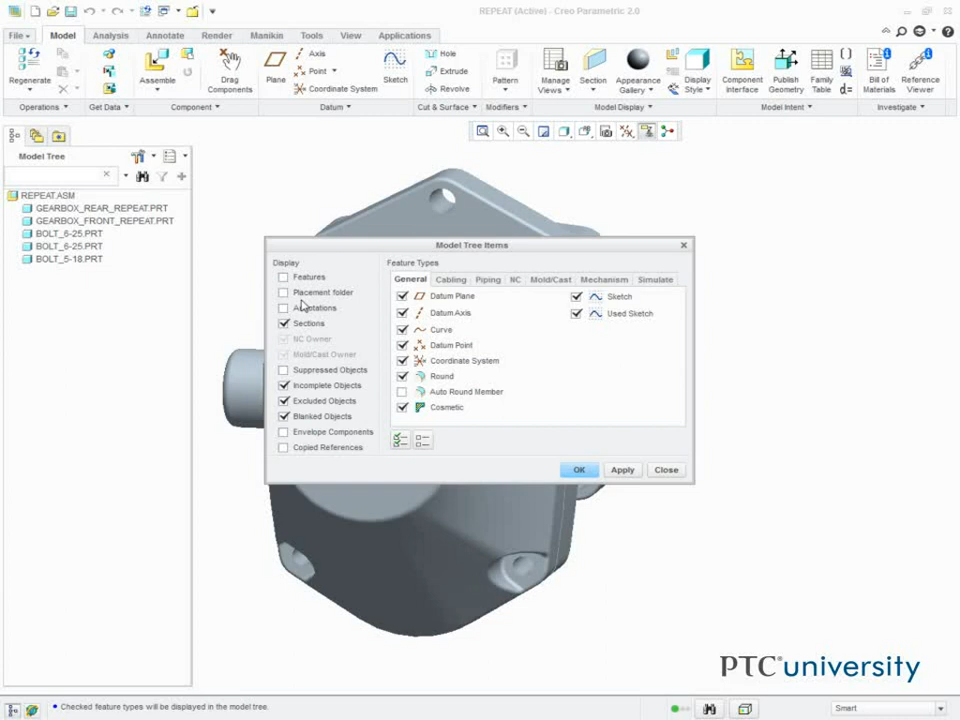 REPEAT (Active) - Creo Parametric 2.0
File Model Analysis Annotate Render Manikin Tools View Applications
Regenerate
Assemble
Drag Components
Plane
Axis
Point
Coordinate System
Sketch
Hole
Extrude
Revolve
Pattern
Manage Views
Section
Appearance Gallery
Display Style
Component Interface
Publish Geometry
Family Table
d=
Bill of Materials
Reference Viewer
Operations Get Data Component Datum Cut & Surface Modifiers Model Display Model Intent Investigate
Model Tree
REPEAT.ASM
GEARBOX_REAR_REPEAT.PRT
GEARBOX_FRONT_REPEAT.PRT
BOLT_6-25.PRT
BOLT_6-25.PRT
BOLT_5-18.PRT
Model Tree Items
Display
Features
Placement folder
Annotations
Sections
NC Owner
Mold/Cast Owner
Suppressed Objects
Incomplete Objects
Excluded Objects
Blanked Objects
Envelope Components
Copied References
Feature Types
General Cabling Piping NC Mold/Cast Mechanism Simulate
Datum Plane
Datum Axis
Curve
Datum Point
Coordinate System
Round
Auto Round Member
Cosmetic
Sketch
Used Sketch
OK Apply Close
PTC university
Checked feature types will be displayed in the model tree.
Smart